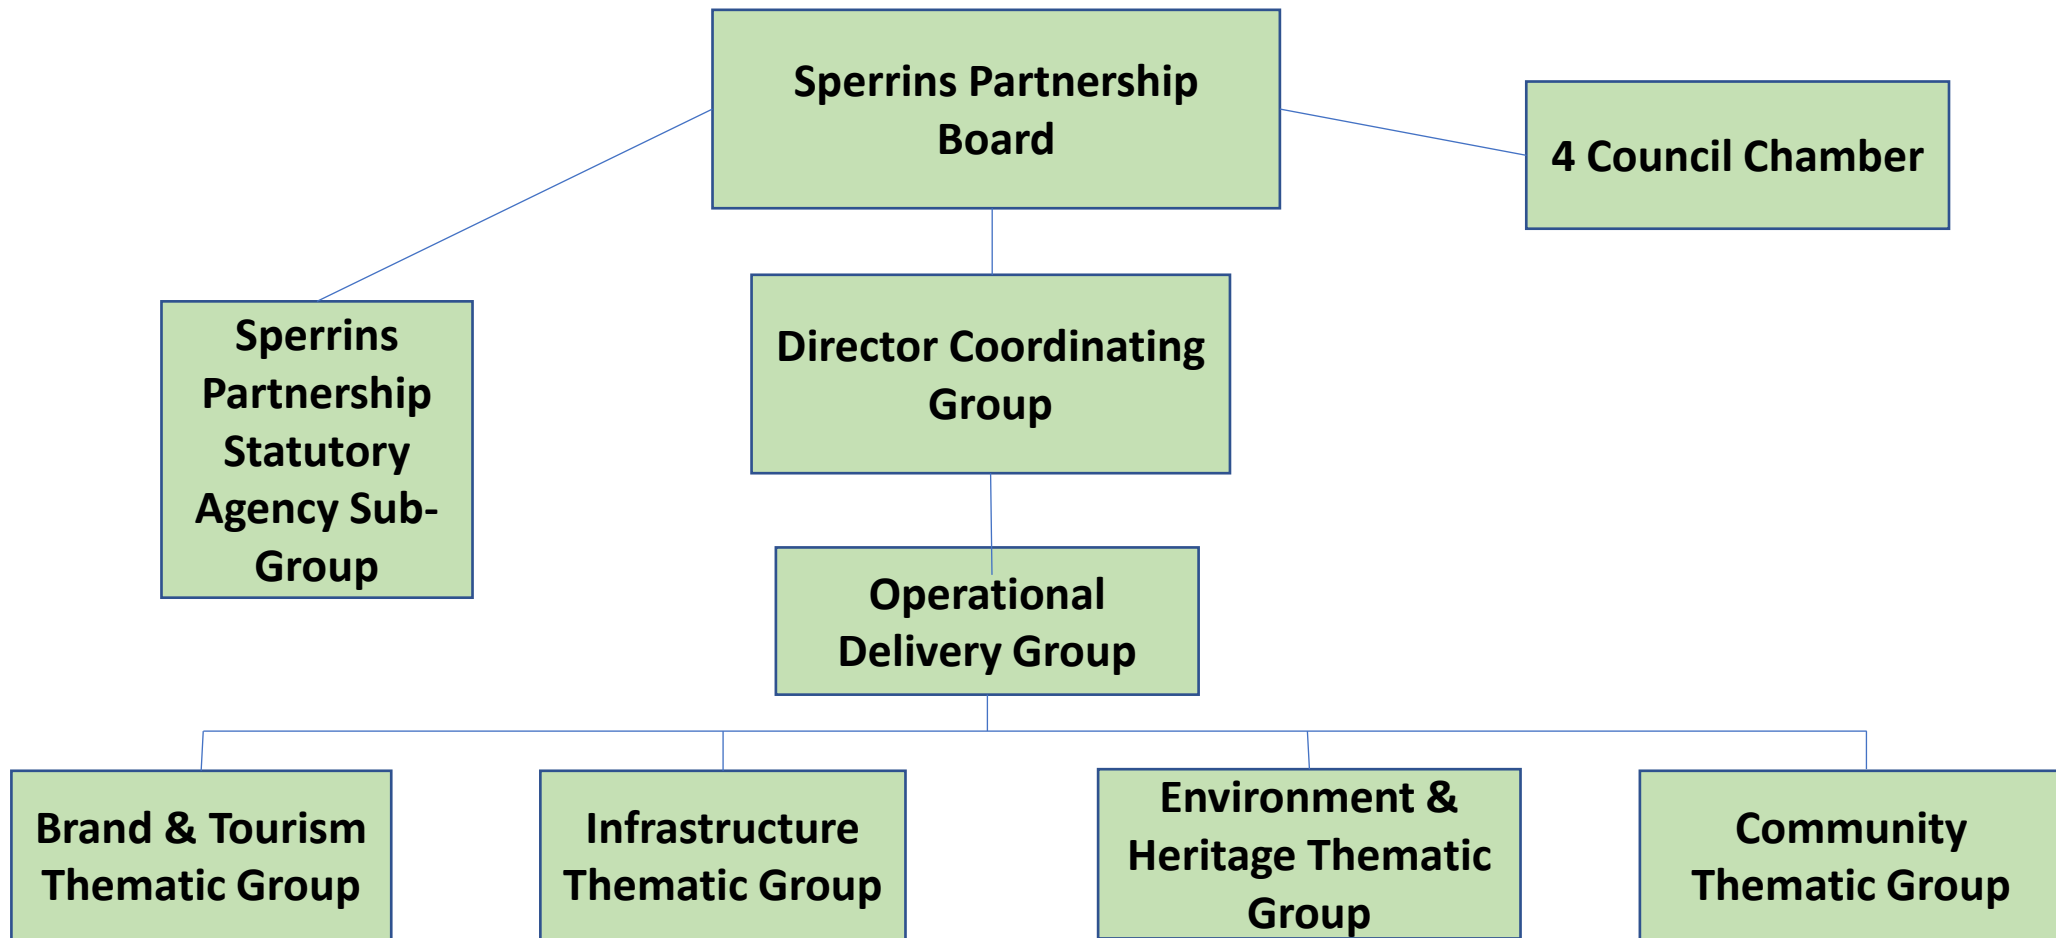 Sperrins Partnership
Board
4 Council Chamber
Sperrins
Partnership
Statutory
Agency Sub-
Group
Director Coordinating
Group
Operational
Delivery Group
Brand & Tourism
Thematic Group
Infrastructure
Thematic Group
Environment &
Heritage Thematic
Group
Community
Thematic Group